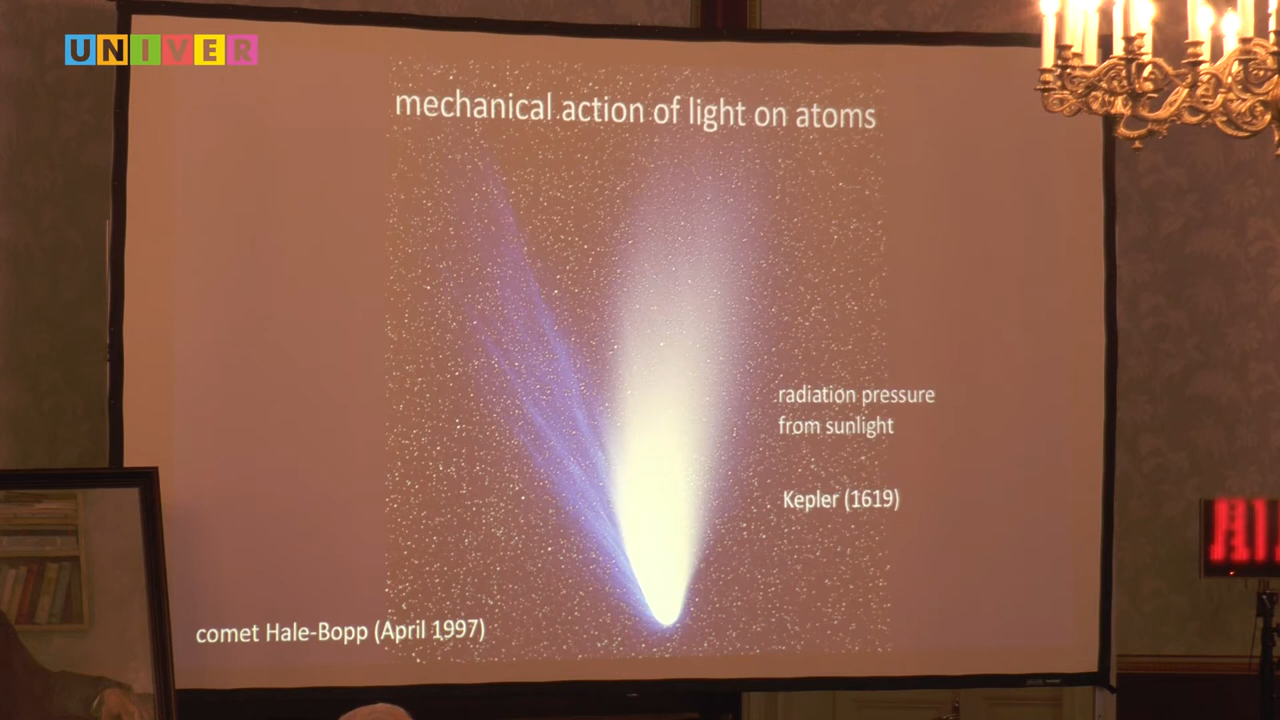 UNIVER
mechanical action of light on atoms
radiation pressure
from sunlight
Kepler (1619)
comet Hale-Bopp (April 1997)